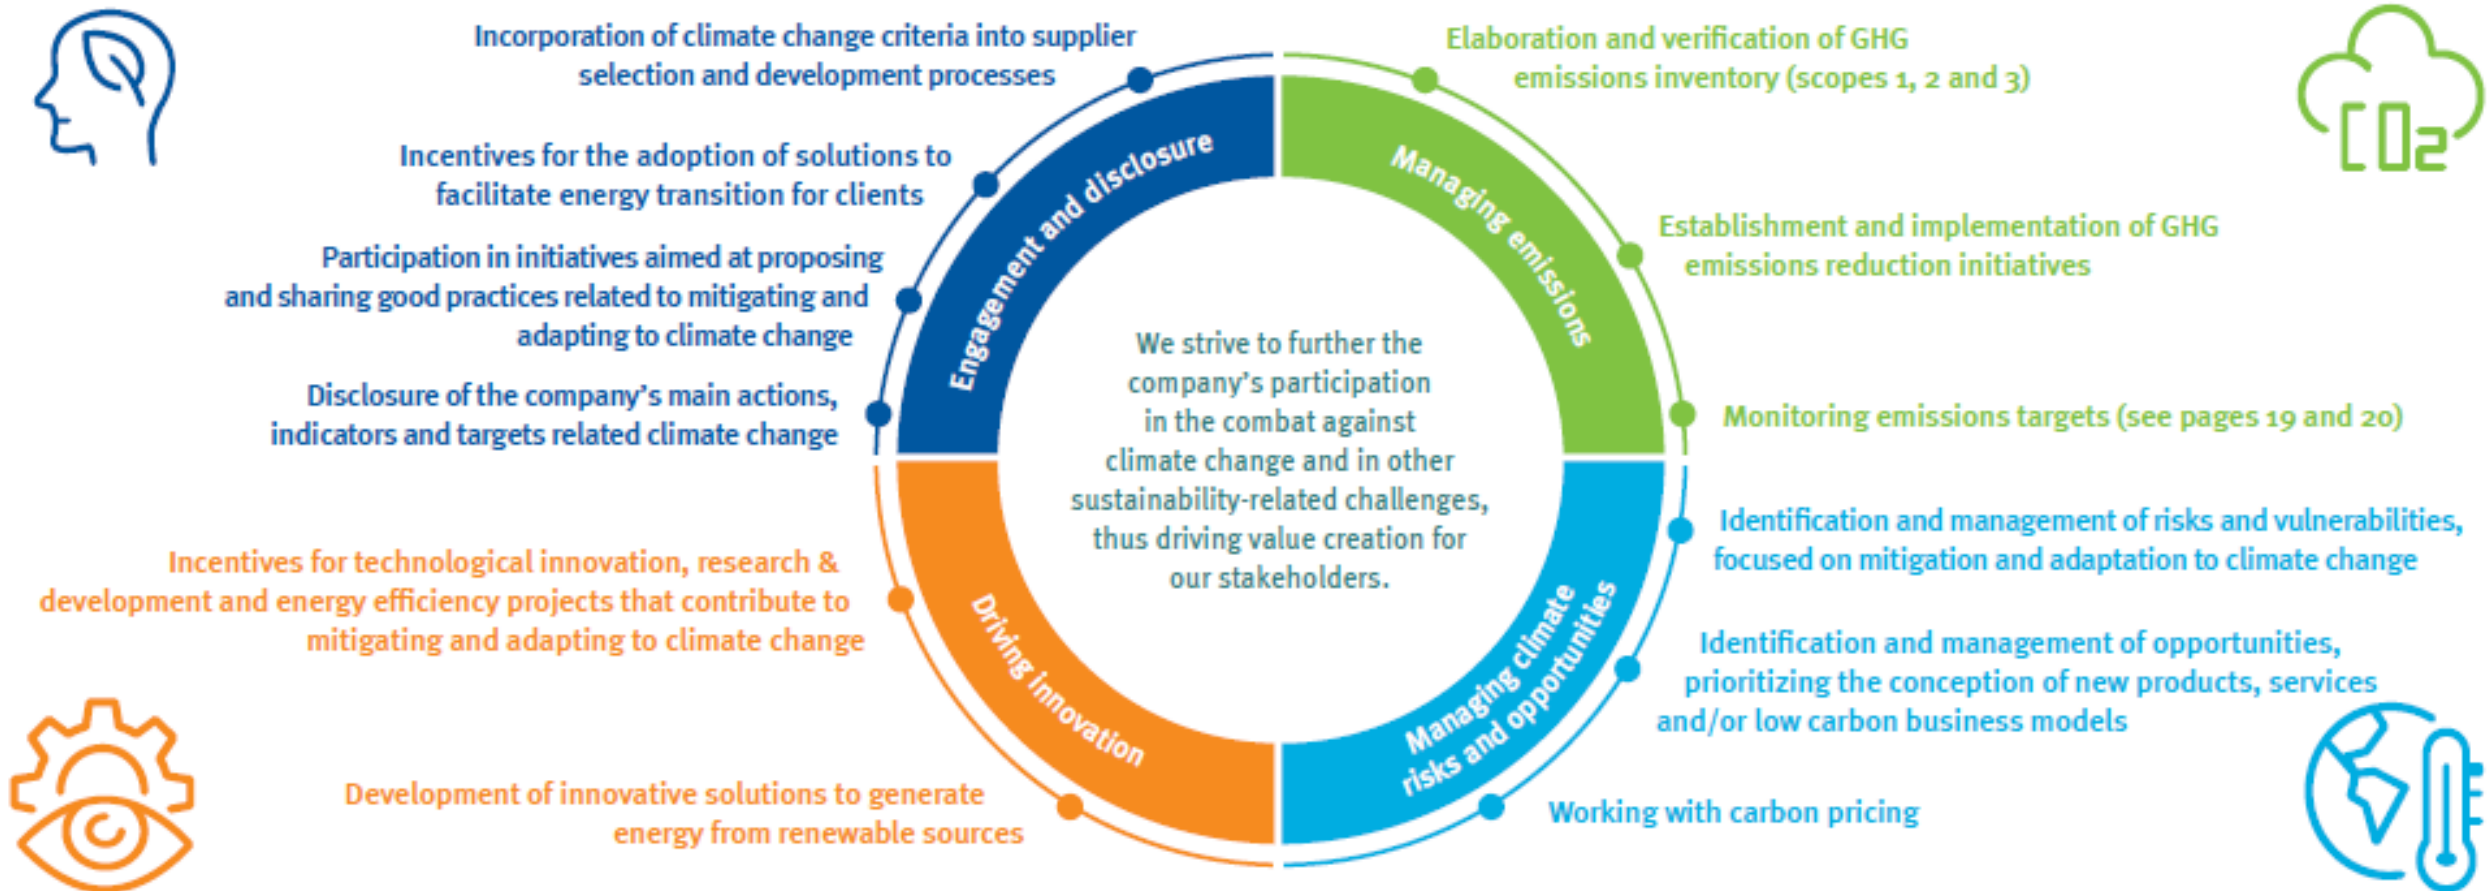 Incorporation of climate change criteria into supplier
selection and development processes
Incentives for the adoption of solutions to
facilitate energy transition for clients
Participation in initiatives aimed at proposing
and sharing good practices related to mitigating and
adapting to climate change
Disclosure of the company's main actions,
indicators and targets related climate change
Engagement and disclosure
Elaboration and verification of GHG
emissions inventory (scopes 1, 2 and 3)
Establishment and implementation of GHG
emissions reduction initiatives
Monitoring emissions targets (see pages 19 and 20)
Managing emissions
CO2
We strive to further the
company's participation
in the combat against
climate change and in other
sustainability-related challenges,
thus driving value creation for
our stakeholders.
Incentives for technological innovation, research &
development and energy efficiency projects that contribute to
mitigating and adapting to climate change
Development of innovative solutions to generate
energy from renewable sources
Driving innovation
Identification and management of risks and vulnerabilities,
focused on mitigation and adaptation to climate change
Identification and management of opportunities,
prioritizing the conception of new products, services
and/or low carbon business models
Working with carbon pricing
Managing climate
risks and opportunities